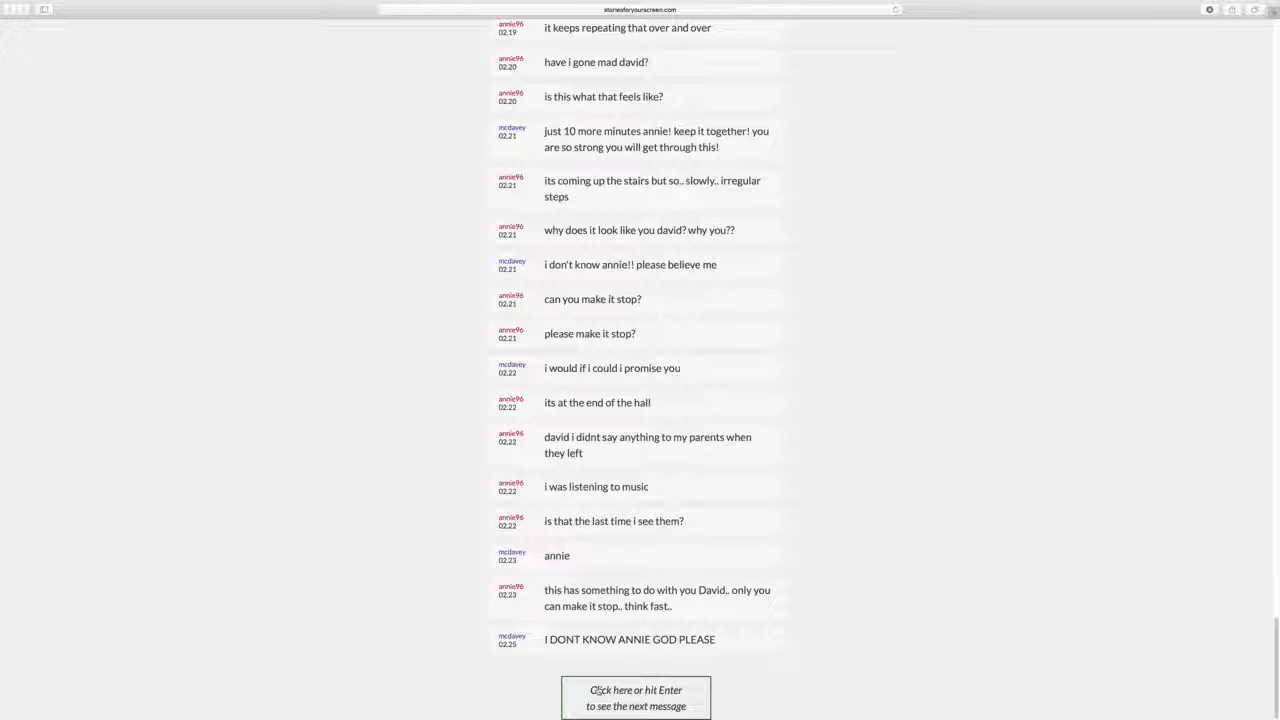 storiesforyourscreen.com
annie96
02.19
it keeps repeating that over and over
annie96
02.20
have i gone mad david?
annie96
02.20
is this what that feels like?
mcdavey
02.21
just 10 more minutes annie! keep it together! you
are so strong you will get through this!
annie96
02.21
its coming up the stairs but so.. slowly.. irregular
steps
annie96
02.21
why does it look like you david? why you??
mcdavey
02.21
i don't know annie!! please believe me
annie96
02.21
can you make it stop?
annie96
02.21
please make it stop?
mcdavey
02.22
i would if i could i promise you
annie96
02.22
its at the end of the hall
annie96
02.22
david i didnt say anything to my parents when
they left
annie96
02.22
i was listening to music
annie96
02.22
is that the last time i see them?
mcdavey
02.23
annie
annie96
02.23
this has something to do with you David.. only you
can make it stop.. think fast..
mcdavey
02.25
I DONT KNOW ANNIE GOD PLEASE
Click here or hit Enter
to see the next message